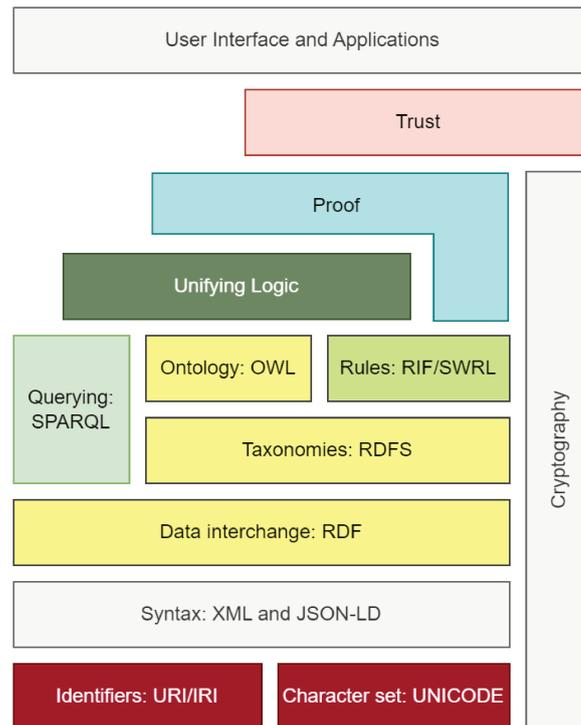 User Interface and Applications
Trust
Proof
Unifying Logic
Ontology: OWL
Rules: RIF/SWRL
Querying:
SPARQL
Taxonomies: RDFS
Cryptography
Data interchange: RDF
Syntax: XML and JSON-LD
Identifiers: URI/IRI
Character set: UNICODE